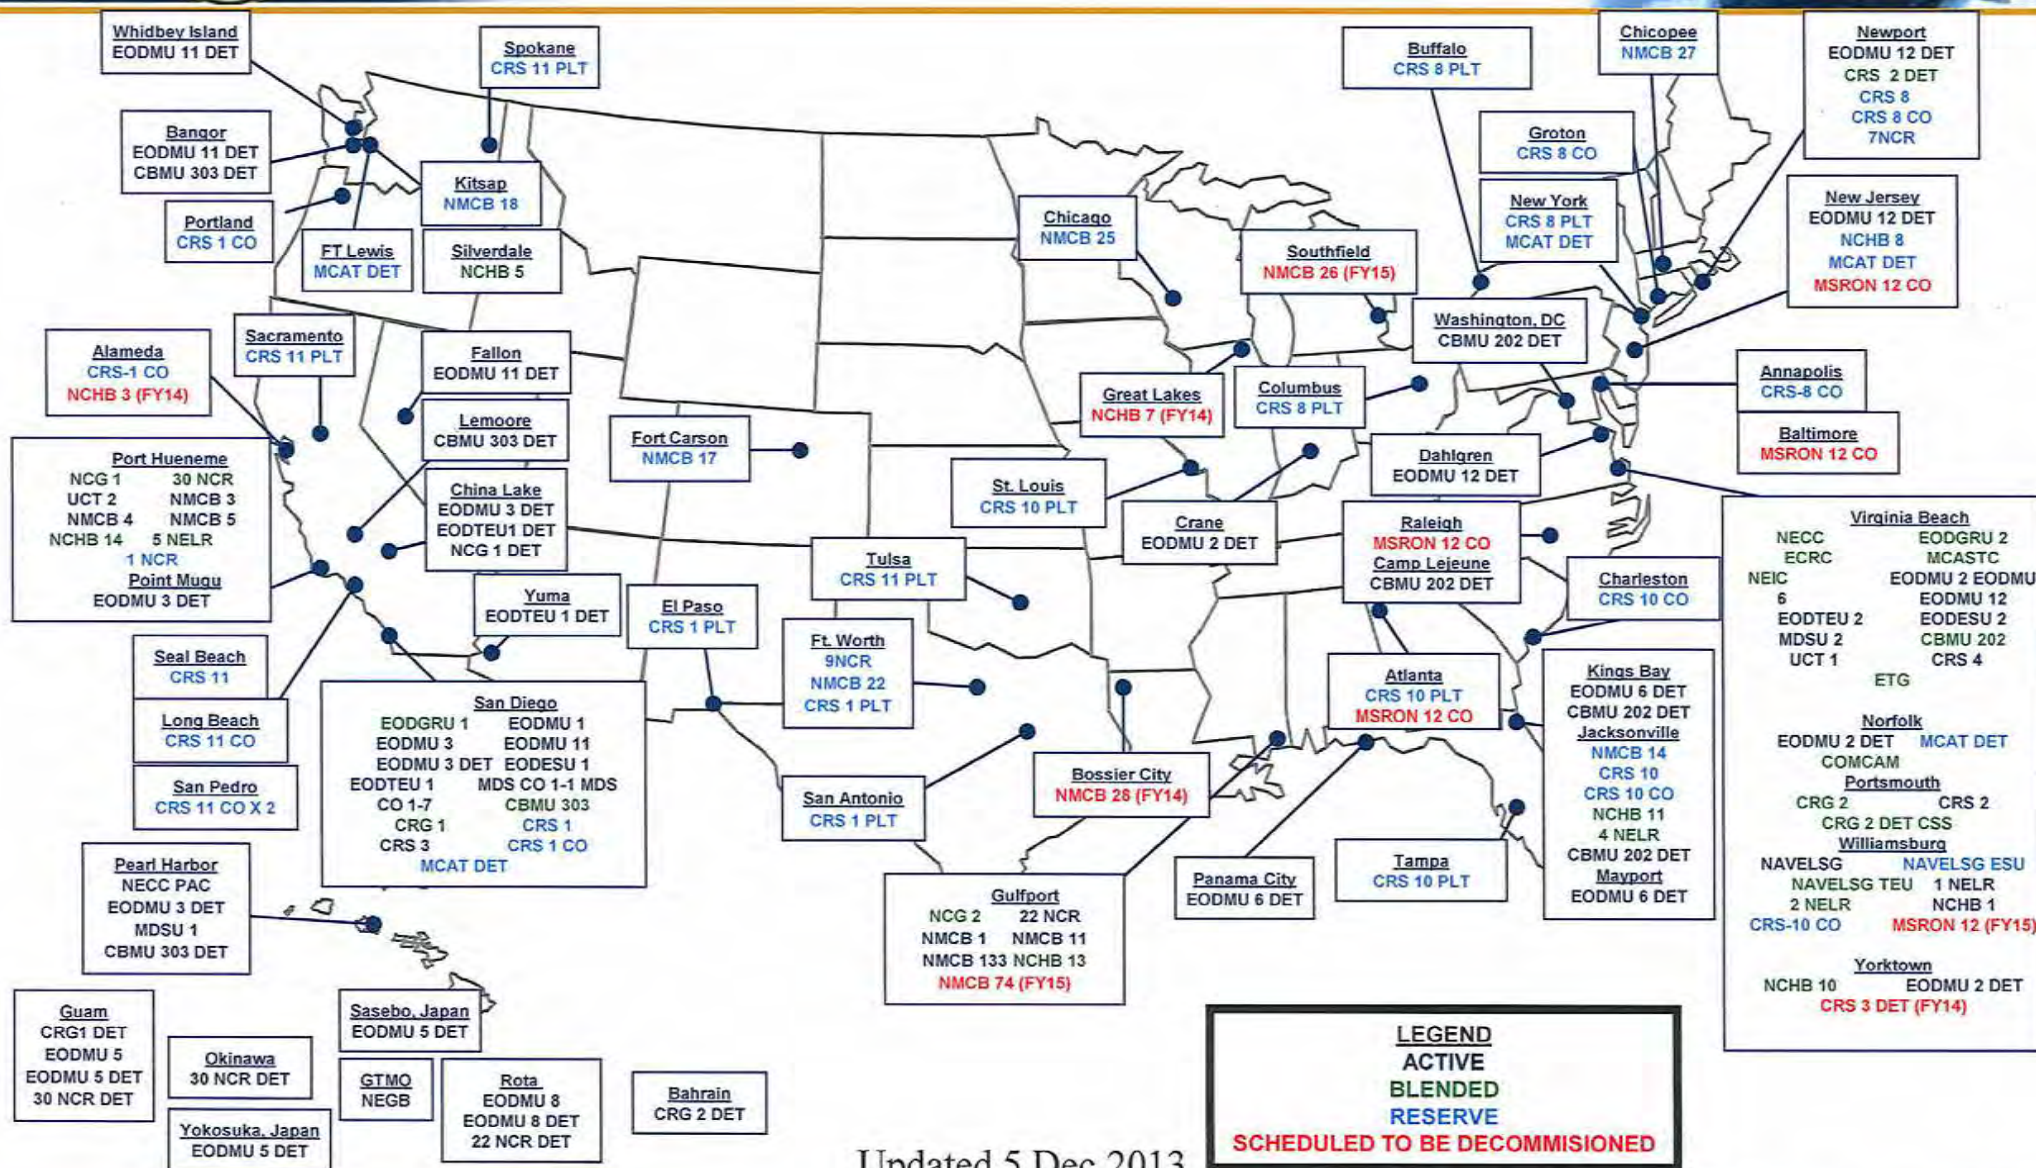 Whidbey Island
EODMU 11 DET
Spokane
CRS 11 PLT
Buffalo
CRS 8 PLT
Chicopee
NMCB 27
Newport
EODMU 12 DET
CRS 2 DET
CRS 8
CRS 8 CO
7NCR
Bangor
EODMU 11 DET
CBMU 303 DET
Groton
CRS 8 CO
Kitsap
NMCB 18
New York
CRS 8 PLT
MCAT DET
New Jersey
EODMU 12 DET
NCHB 8
MCAT DET
MSRON 12 CO
Portland
CRS 1 CO
FT Lewis
MCAT DET
Silverdale
NCHB 5
Chicago
NMCB 25
Southfield
NMCB 26 (FY15)
Washington, DC
CBMU 202 DET
Alameda
CRS-1 CO
NCHB 3 (FY14)
Sacramento
CRS 11 PLT
Fallon
EODMU 11 DET
Annapolis
CRS-8 CO
Great Lakes
NCHB 7 (FY14)
Columbus
CRS 8 PLT
Lemoore
CBMU 303 DET
Fort Carson
NMCB 17
Baltimore
MSRON 12 CO
Dahlgren
EODMU 12 DET
Port Hueneme
NCG 1 30 NCR
UCT 2 NMCB 3
NMCB 4 NMCB 5
NCHB 14 5 NELR
1 NCR
Point Mugu
EODMU 3 DET
China Lake
EODMU 3 DET
EODTEU1 DET
NCG 1 DET
St. Louis
CRS 10 PLT
Crane
EODMU 2 DET
Raleigh
MSRON 12 CO
Camp Lejeune
CBMU 202 DET
Virginia Beach
NECC EODGRU 2
ECRC MCASTC
NEIC EODMU 2 EODMU
6 EODMU 12
EODTEU 2 EODESU 2
MDSU 2 CBMU 202
UCT 1 CRS 4
ETG
Norfolk
EODMU 2 DET MCAT DET
COMCAM
Portsmouth
CRG 2 CRS 2
CRG 2 DET CSS
Williamsburg
NAVELSG NAVELSG ESU
NAVELSG TEU 1 NELR
2 NELR NCHB 1
CRS-10 CO MSRON 12 (FY15)
Yorktown
NCHB 10 EODMU 2 DET
CRS 3 DET (FY14)
Tulsa
CRS 11 PLT
Charleston
CRS 10 CO
Yuma
EODTEU 1 DET
El Paso
CRS 1 PLT
Ft. Worth
9NCR
NMCB 22
CRS 1 PLT
Seal Beach
CRS 11
Long Beach
CRS 11 CO
San Pedro
CRS 11 CO X 2
San Diego
EODGRU 1 EODMU 1
EODMU 3 EODMU 11
EODMU 3 DET EODESU 1
EODTEU 1 MDS CO 1-1 MDS
CO 1-7 CBMU 303
CRG 1 CRS 1
CRS 3 CRS 1 CO
MCAT DET
Atlanta
CRS 10 PLT
MSRON 12 CO
Kings Bay
EODMU 6 DET
CBMU 202 DET
Jacksonville
NMCB 14
CRS 10
CRS 10 CO
NCHB 11
4 NELR
CBMU 202 DET
Mayport
EODMU 6 DET
San Antonio
CRS 1 PLT
Bossier City
NMCB 28 (FY14)
Pearl Harbor
NECC PAC
EODMU 3 DET
MDSU 1
CBMU 303 DET
Gulfport
NCG 2 22 NCR
NMCB 1 NMCB 11
NMCB 133 NCHB 13
NMCB 74 (FY15)
Panama City
EODMU 6 DET
Tampa
CRS 10 PLT
Guam
CRG1 DET
EODMU 5
EODMU 5 DET
30 NCR DET
Okinawa
30 NCR DET
Yokosuka, Japan
EODMU 5 DET
Sasebo, Japan
EODMU 5 DET
GTMO
NEGB
Rota
EODMU 8
EODMU 8 DET
22 NCR DET
Bahrain
CRG 2 DET
LEGEND
ACTIVE
BLENDED
RESERVE
SCHEDULED TO BE DECOMMISIONED
Updated 5 Dec 2013